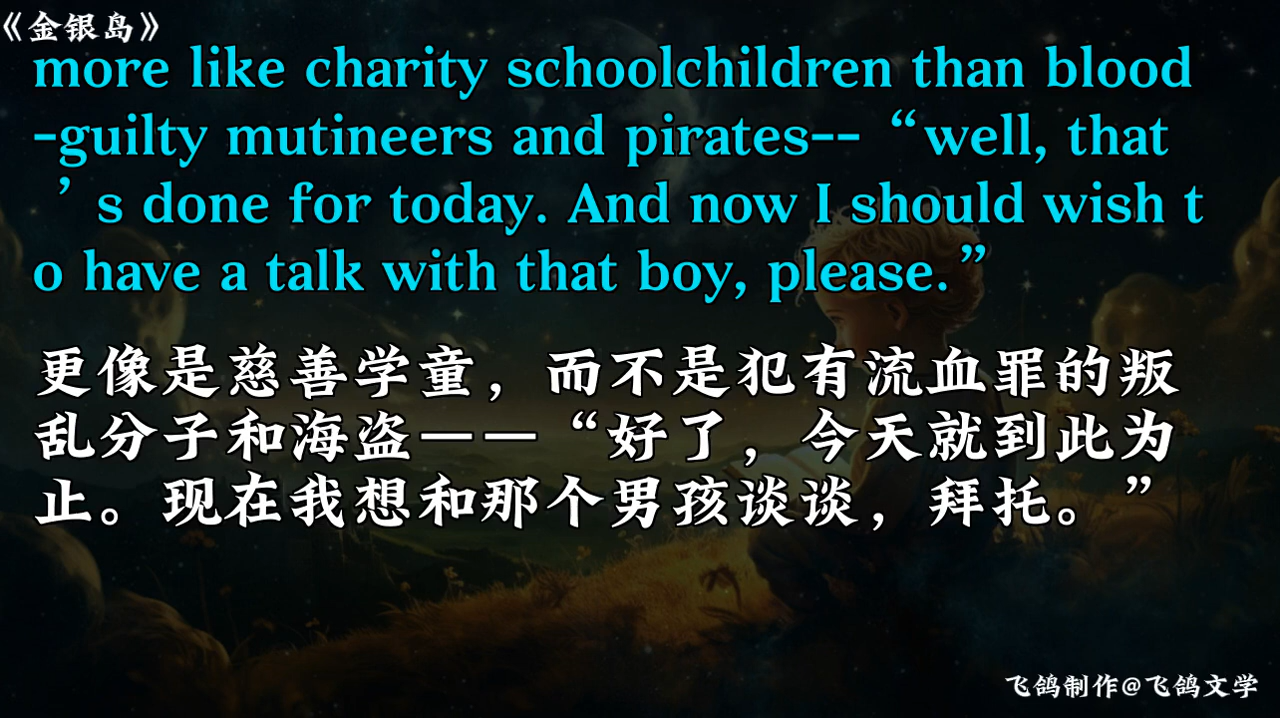 《金银岛》
more like charity schoolchildren than blood
-guilty mutineers and pirates--“well, that
’s done for today. And now I should wish t
o have a talk with that boy, please.”
更像是慈善学童，而不是犯有流血罪的叛
乱分子和海盗——“好了，今天就到此为
止。现在我想和那个男孩谈谈，拜托。”
飞鸽制作@飞鸽文学